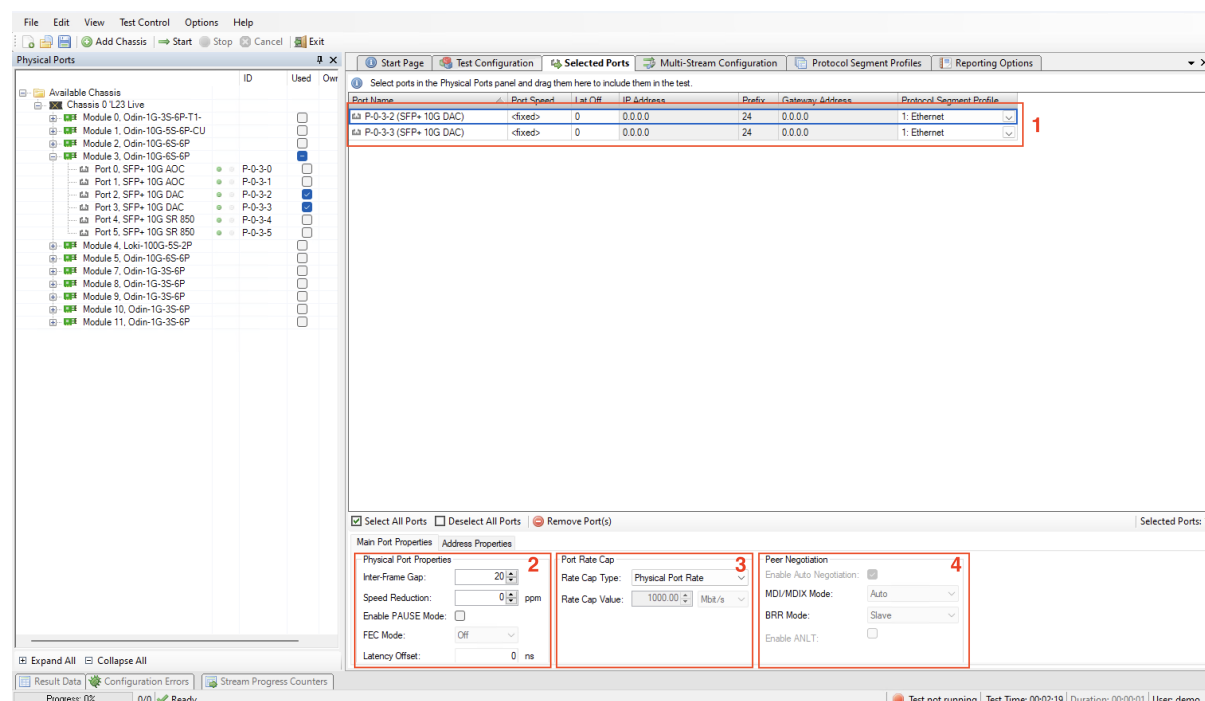 File Edit View Test Control Options Help
Add Chassis Start Stop Cancel Exit
Physical Ports
ID Used Owr
Available Chassis
Chassis 0 'L23 Live
Module 0, Odin-1G-3S-6P-T1-
Module 1, Odin-10G-5S-6P-CU
Module 2, Odin-10G-6S-6P
Module 3, Odin-10G-6S-6P
Port 0, SFP+ 10G AOC P-0-3-0
Port 1, SFP+ 10G AOC P-0-3-1
Port 2, SFP+ 10G DAC P-0-3-2
Port 3, SFP+ 10G DAC P-0-3-3
Port 4, SFP+ 10G SR 850 P-0-3-4
Port 5, SFP+ 10G SR 850 P-0-3-5
Module 4, Loki-100G-5S-2P
Module 5, Odin-10G-6S-6P
Module 7, Odin-1G-3S-6P
Module 8, Odin-1G-3S-6P
Module 9, Odin-1G-3S-6P
Module 10, Odin-1G-3S-6P
Module 11, Odin-1G-3S-6P
Expand All Collapse All
Start Page Test Configuration Selected Ports Multi-Stream Configuration Protocol Segment Profiles Reporting Options
Select ports in the Physical Ports panel and drag them here to include them in the test.
Port Name Port Speed Lat.Off. IP Address Prefix Gateway Address Protocol Segment Profile
P-0-3-2 (SFP+ 10G DAC) <fixed> 0 0.0.0.0 24 0.0.0.0 1: Ethernet
P-0-3-3 (SFP+ 10G DAC) <fixed> 0 0.0.0.0 24 0.0.0.0 1: Ethernet
1
Select All Ports Deselect All Ports Remove Port(s) Selected Ports:
Main Port Properties Address Properties
Physical Port Properties 2
Inter-Frame Gap: 20
Speed Reduction: 0 ppm
Enable PAUSE Mode:
FEC Mode: Off
Latency Offset: 0 ns
Port Rate Cap 3
Rate Cap Type: Physical Port Rate
Rate Cap Value: 1000.00 Mbit/s
Peer Negotiation 4
Enable Auto Negotiation:
MDI/MDIX Mode: Auto
BRR Mode: Slave
Enable ANLT:
Result Data Configuration Errors Stream Progress Counters
Progress: 0% 0/0 Ready Test not running Test Time: 00:02:19 Duration: 00:00:01 User: demo